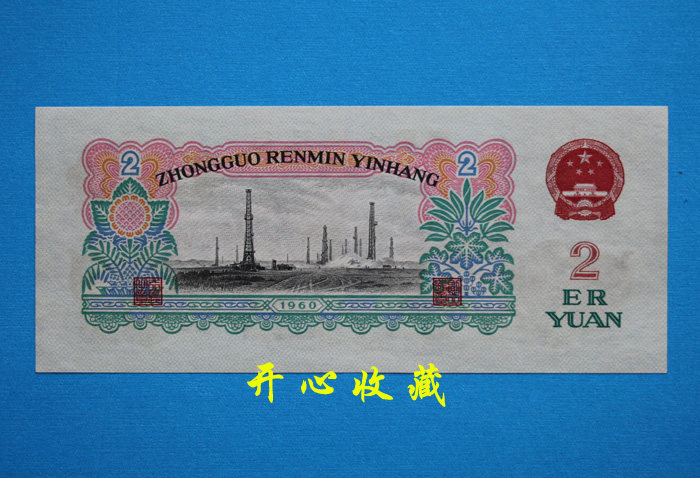 2
ZHONGGUO RENMIN YINHANG
2
1960
2
ER
YUAN
开心收藏